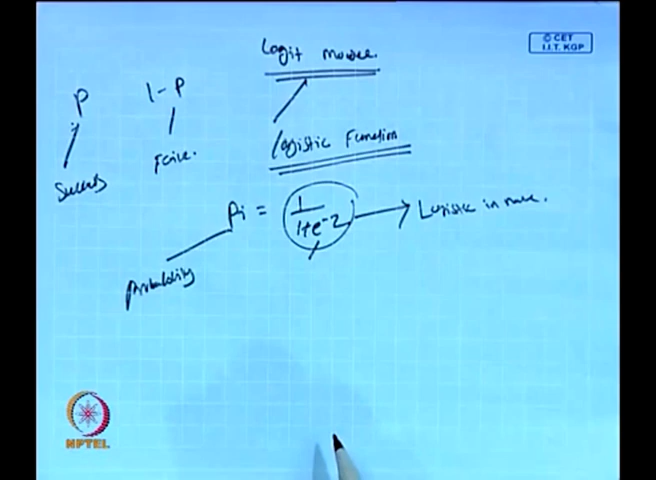 Logit Model
© CET
I.I.T. KGP
P 1-P
Success Failure.
Logistic Function
Pi = 1/1+e^-z → Logistic in nature.
Probability
NPTEL